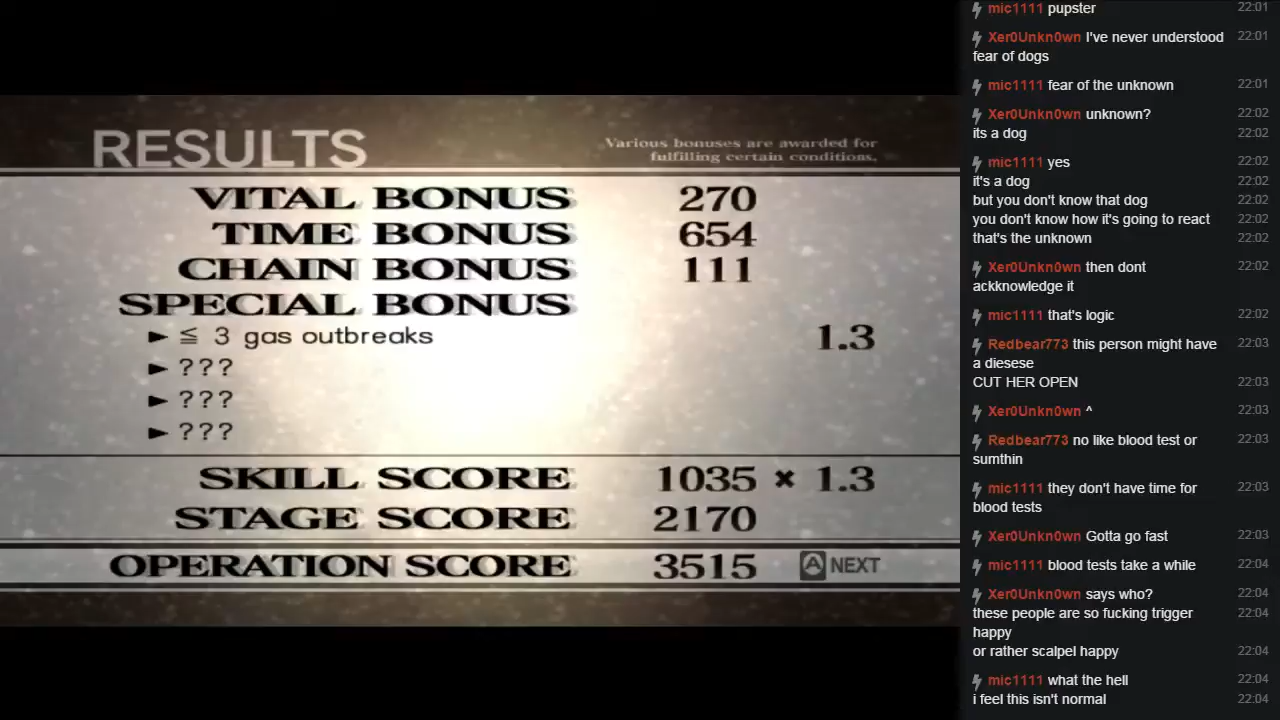 RESULTS
Various bonuses are awarded for
fulfilling certain conditions.
VITAL BONUS 270
TIME BONUS 654
CHAIN BONUS 111
SPECIAL BONUS
► ≦ 3 gas outbreaks 1.3
► ???
► ???
► ???
SKILL SCORE 1035 × 1.3
STAGE SCORE 2170
OPERATION SCORE 3515 A NEXT
mic1111 pupster 22:01
Xer0Unkn0wn I've never understood 22:01
fear of dogs
mic1111 fear of the unknown 22:01
Xer0Unkn0wn unknown? 22:02
its a dog 22:02
mic1111 yes 22:02
it's a dog 22:02
but you don't know that dog 22:02
you don't know how it's going to react 22:02
that's the unknown 22:02
Xer0Unkn0wn then dont 22:02
ackknowledge it
mic1111 that's logic 22:02
Redbear773 this person might have 22:03
a diesese
CUT HER OPEN 22:03
Xer0Unkn0wn ^ 22:03
Redbear773 no like blood test or 22:03
sumthin
mic1111 they don't have time for 22:03
blood tests
Xer0Unkn0wn Gotta go fast 22:03
mic1111 blood tests take a while 22:04
Xer0Unkn0wn says who? 22:04
these people are so fucking trigger 22:04
happy
or rather scalpel happy 22:04
mic1111 what the hell 22:04
i feel this isn't normal 22:04